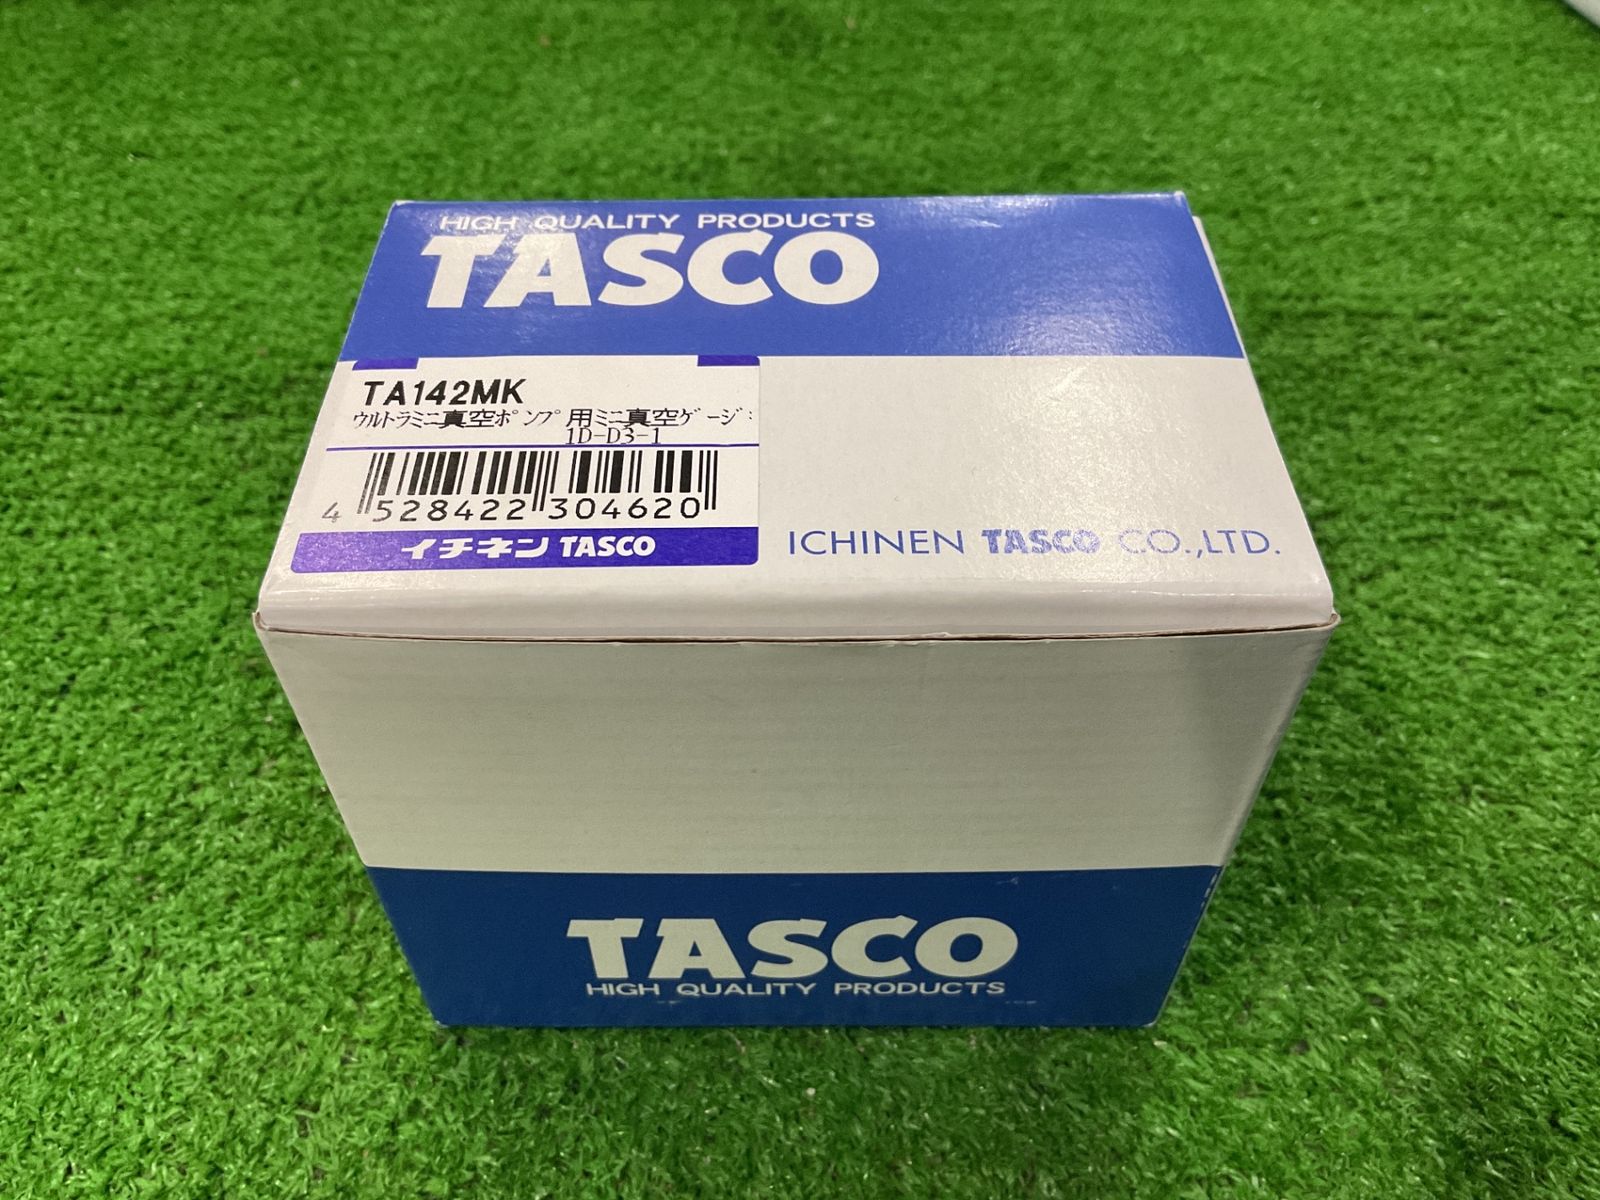 HIGH QUALITY PRODUCTS
TASCO
TA142MK
ｳﾙﾄﾗﾐﾆ真空ﾎﾟﾝﾌﾟ用ﾐﾆ真空ｹﾞｰｼﾞ
1D-D3-1
4 528422 304620
イチネン TASCO
ICHINEN TASCO CO.,LTD.
TASCO
HIGH QUALITY PRODUCTS